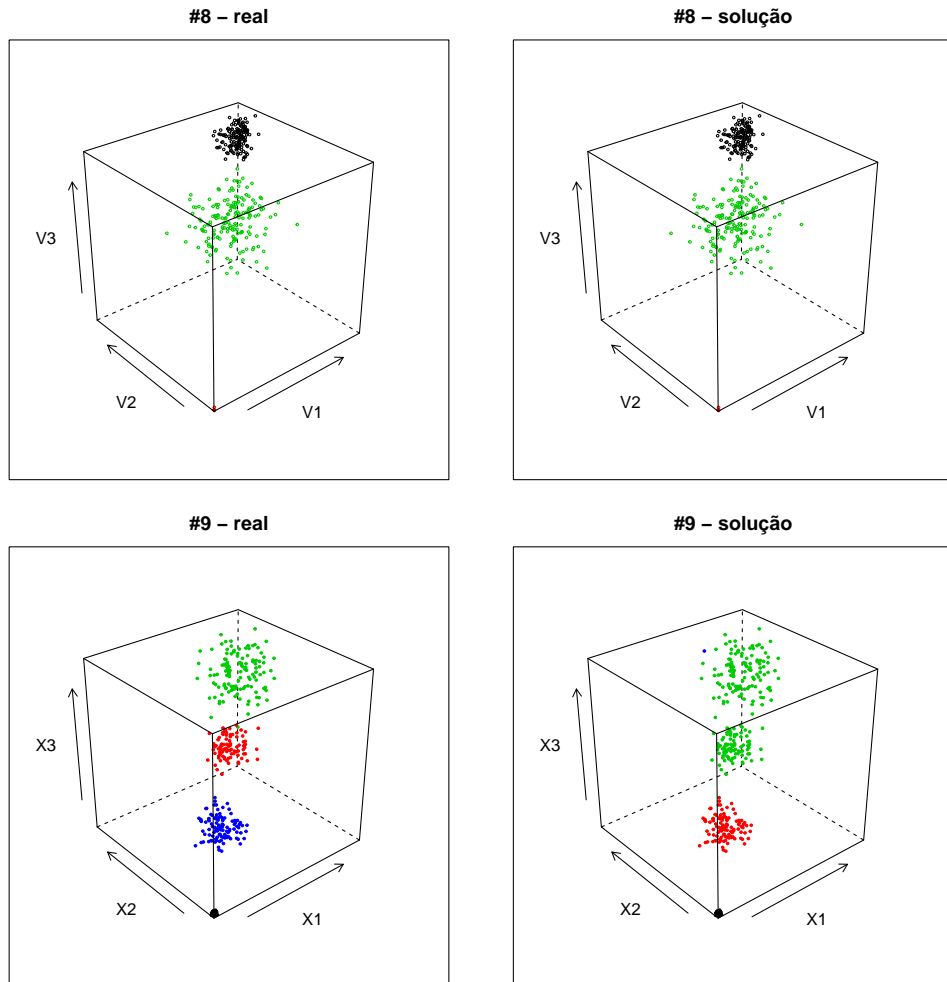 #8 – real
#8 – solução
V3
V2
V1
V3
V2
V1
#9 – real
#9 – solução
X3
X2
X1
X3
X2
X1